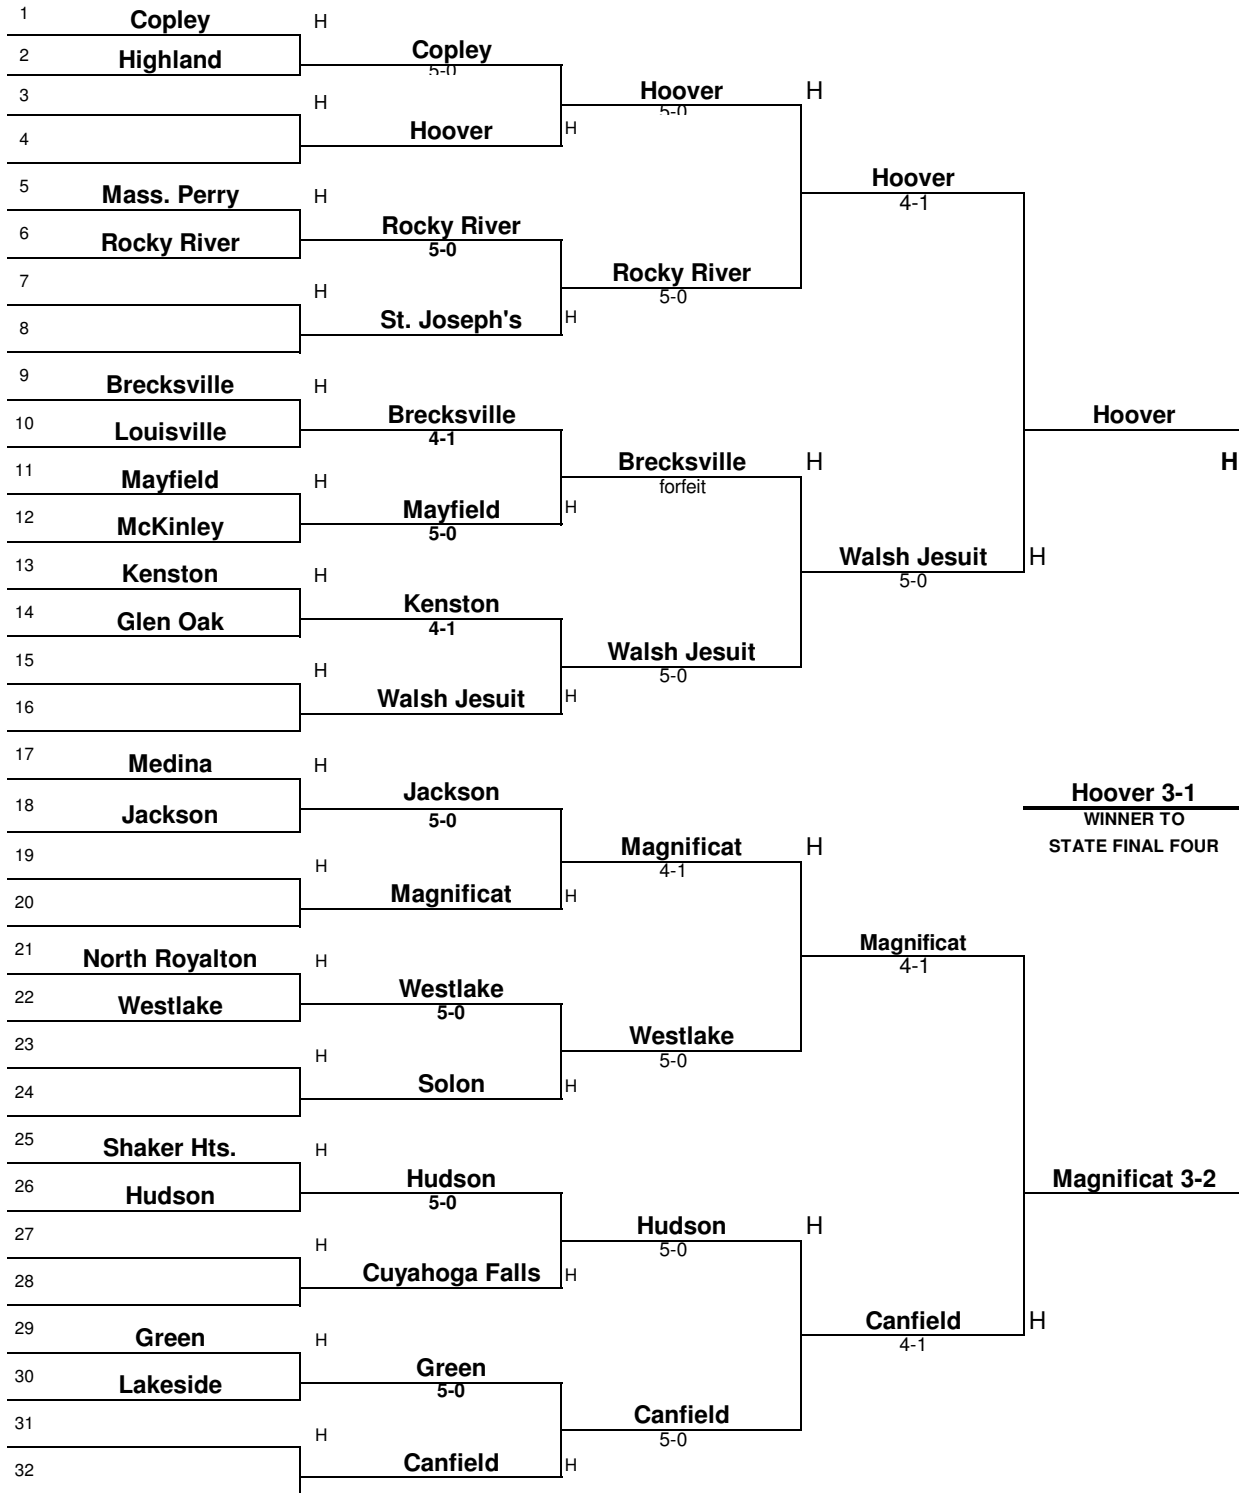 1 Copley H
2 Highland
Copley
5-0
3 H
Hoover H
5-0
4 Hoover H
5 Mass. Perry H
Hoover
4-1
6 Rocky River
Rocky River
5-0
7 H
Rocky River
5-0
8 St. Joseph's H
9 Brecksville H
10 Louisville
Brecksville
4-1
Hoover
H
11 Mayfield H
Brecksville H
forfeit
12 McKinley
Mayfield H
5-0
13 Kenston H
Walsh Jesuit H
5-0
14 Glen Oak
Kenston
4-1
15 H
Walsh Jesuit
5-0
16 Walsh Jesuit H
17 Medina H
18 Jackson
Jackson
5-0
Hoover 3-1
WINNER TO
STATE FINAL FOUR
19 H
Magnificat H
4-1
20 Magnificat H
21 North Royalton H
Magnificat
4-1
22 Westlake
Westlake
5-0
23 H
Westlake
5-0
24 Solon H
25 Shaker Hts. H
26 Hudson
Hudson
5-0
Magnificat 3-2
27 H
Hudson H
5-0
28 Cuyahoga Falls H
29 Green H
Canfield H
4-1
30 Lakeside
Green
5-0
31 H
Canfield
5-0
32 Canfield H